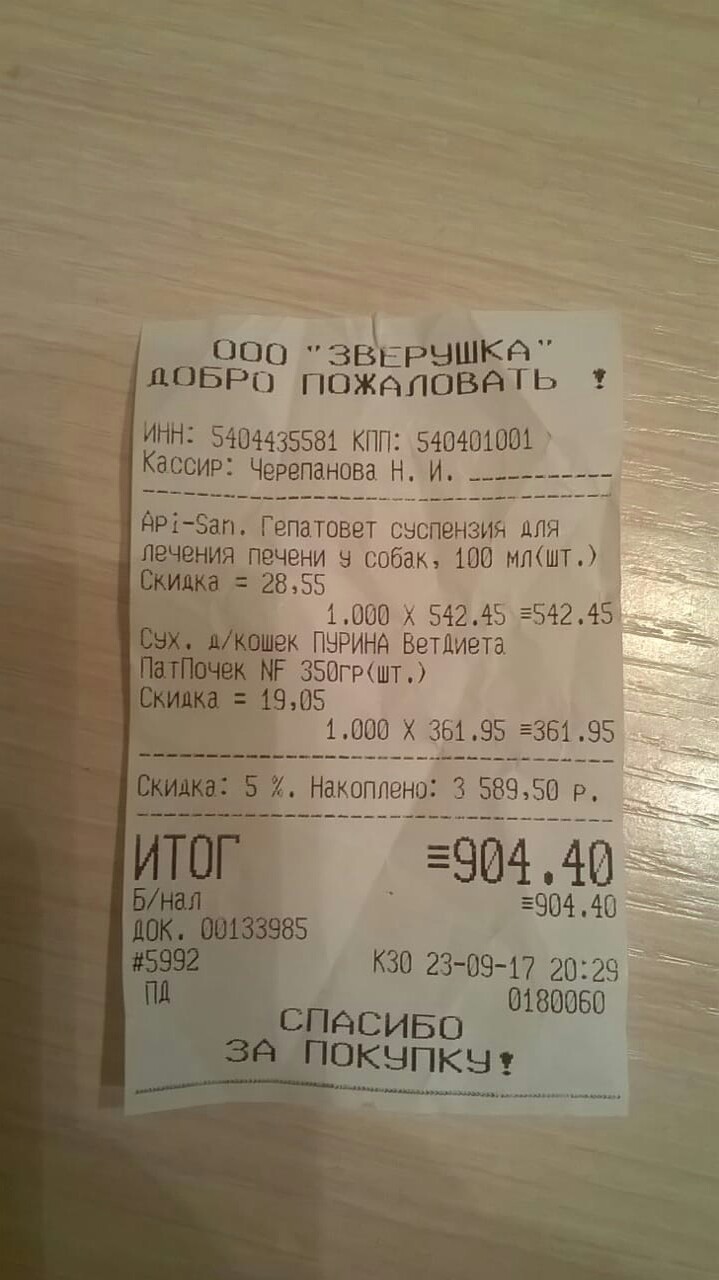 ООО "ЗВЕРУШКА"
ДОБРО ПОЖАЛОВАТЬ !
ИНН: 5404435581 КПП: 540401001
Кассир: Черепанова Н. И. ____________
Api-San. Гепатовет суспензия для
лечения печени у собак, 100 мл(шт.)
Скидка = 28,55
1.000 X 542.45 ≡542.45
Сух. д/кошек ПУРИНА ВетДиета
ПатПочек NF 350гр(шт.)
Скидка = 19,05
1.000 X 361.95 ≡361.95
Скидка: 5 %. Накоплено: 3 589,50 р.
ИТОГ ≡904.40
Б/нал ≡904.40
ДОК. 00133985
#5992 К30 23-09-17 20:29
ПД 0180060
СПАСИБО
ЗА ПОКУПКУ!